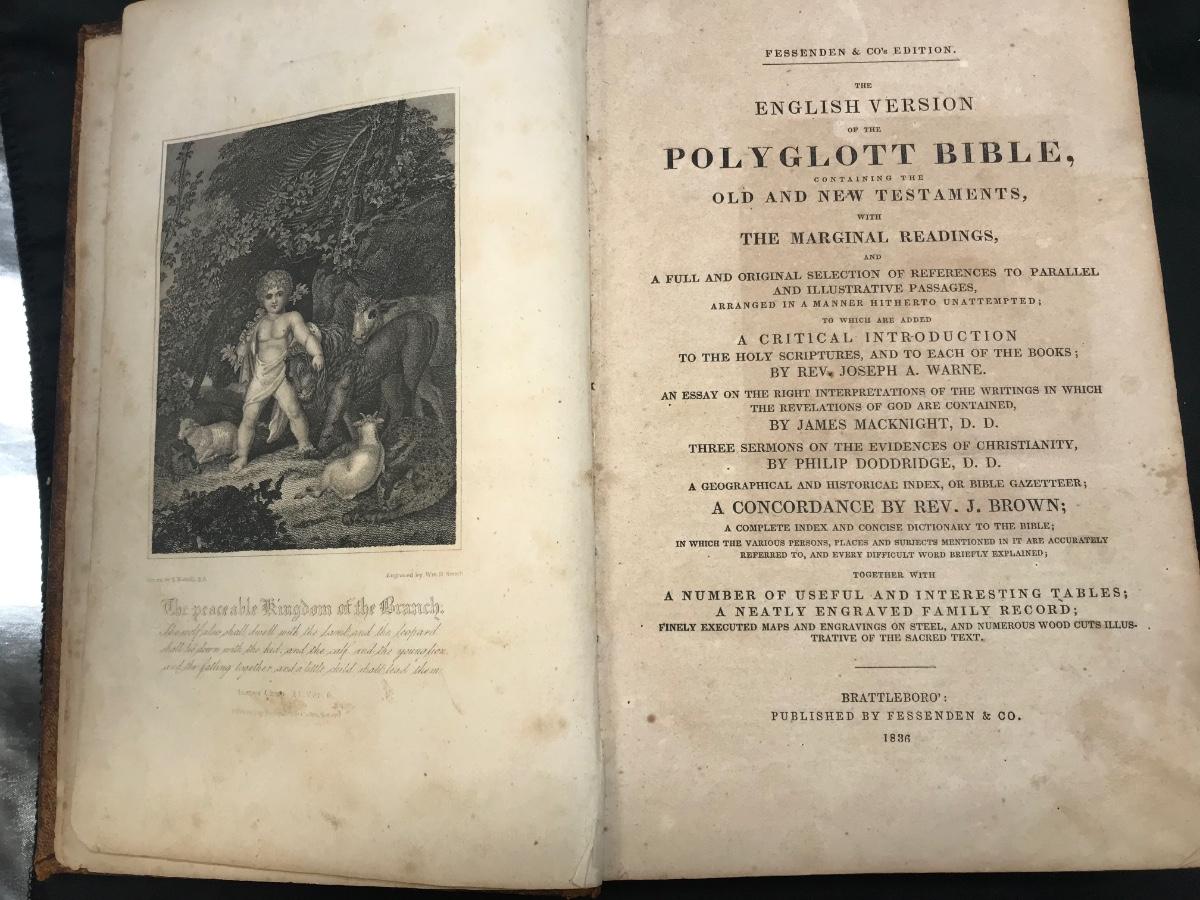 Engraved by Wm. D. Smith
The peaceable Kingdom of the Branch.
The wolf also shall dwell with the lamb, and the leopard
shall lie down with the kid, and the calf and the young lion
and the fatling together, and a little child shall lead them.
FESSENDEN & CO's EDITION.
THE
ENGLISH VERSION
OF THE
POLYGLOTT BIBLE,
CONTAINING THE
OLD AND NEW TESTAMENTS,
WITH
THE MARGINAL READINGS,
AND
A FULL AND ORIGINAL SELECTION OF REFERENCES TO PARALLEL
AND ILLUSTRATIVE PASSAGES,
ARRANGED IN A MANNER HITHERTO UNATTEMPTED;
TO WHICH ARE ADDED
A CRITICAL INTRODUCTION
TO THE HOLY SCRIPTURES, AND TO EACH OF THE BOOKS;
BY REV. JOSEPH A. WARNE.
AN ESSAY ON THE RIGHT INTERPRETATIONS OF THE WRITINGS IN WHICH
THE REVELATIONS OF GOD ARE CONTAINED,
BY JAMES MACKNIGHT, D. D.
THREE SERMONS ON THE EVIDENCES OF CHRISTIANITY,
BY PHILIP DODDRIDGE, D. D.
A GEOGRAPHICAL AND HISTORICAL INDEX, OR BIBLE GAZETTEER;
A CONCORDANCE BY REV. J. BROWN;
A COMPLETE INDEX AND CONCISE DICTIONARY TO THE BIBLE;
IN WHICH THE VARIOUS PERSONS, PLACES AND SUBJECTS MENTIONED IN IT ARE ACCURATELY
REFERRED TO, AND EVERY DIFFICULT WORD BRIEFLY EXPLAINED;
TOGETHER WITH
A NUMBER OF USEFUL AND INTERESTING TABLES;
A NEATLY ENGRAVED FAMILY RECORD;
FINELY EXECUTED MAPS AND ENGRAVINGS ON STEEL, AND NUMEROUS WOOD CUTS ILLUS-
TRATIVE OF THE SACRED TEXT.
BRATTLEBORO':
PUBLISHED BY FESSENDEN & CO.
1836